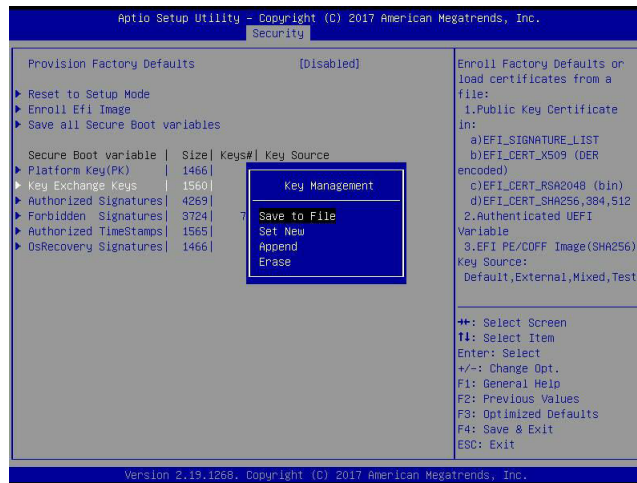 Aptio Setup Utility – Copyright (C) 2017 American Megatrends, Inc.
Security
Provision Factory Defaults [Disabled]
Reset to Setup Mode
Enroll Efi Image
Save all Secure Boot variables
Secure Boot variable | Size| Keys#| Key Source
Platform Key(PK) | 1466|
Key Exchange Keys | 1560|
Authorized Signatures| 4269|
Forbidden Signatures| 3724| 7
Authorized TimeStamps| 1565|
OsRecovery Signatures| 1466|
Key Management
Save to File
Set New
Append
Erase
Enroll Factory Defaults or
load certificates from a
file:
1.Public Key Certificate
in:
a)EFI_SIGNATURE_LIST
b)EFI_CERT_X509 (DER
encoded)
c)EFI_CERT_RSA2048 (bin)
d)EFI_CERT_SHA256,384,512
2.Authenticated UEFI
Variable
3.EFI PE/COFF Image(SHA256)
Key Source:
Default,External,Mixed,Test
→←: Select Screen
↑↓: Select Item
Enter: Select
+/-: Change Opt.
F1: General Help
F2: Previous Values
F3: Optimized Defaults
F4: Save & Exit
ESC: Exit
Version 2.19.1268. Copyright (C) 2017 American Megatrends, Inc.